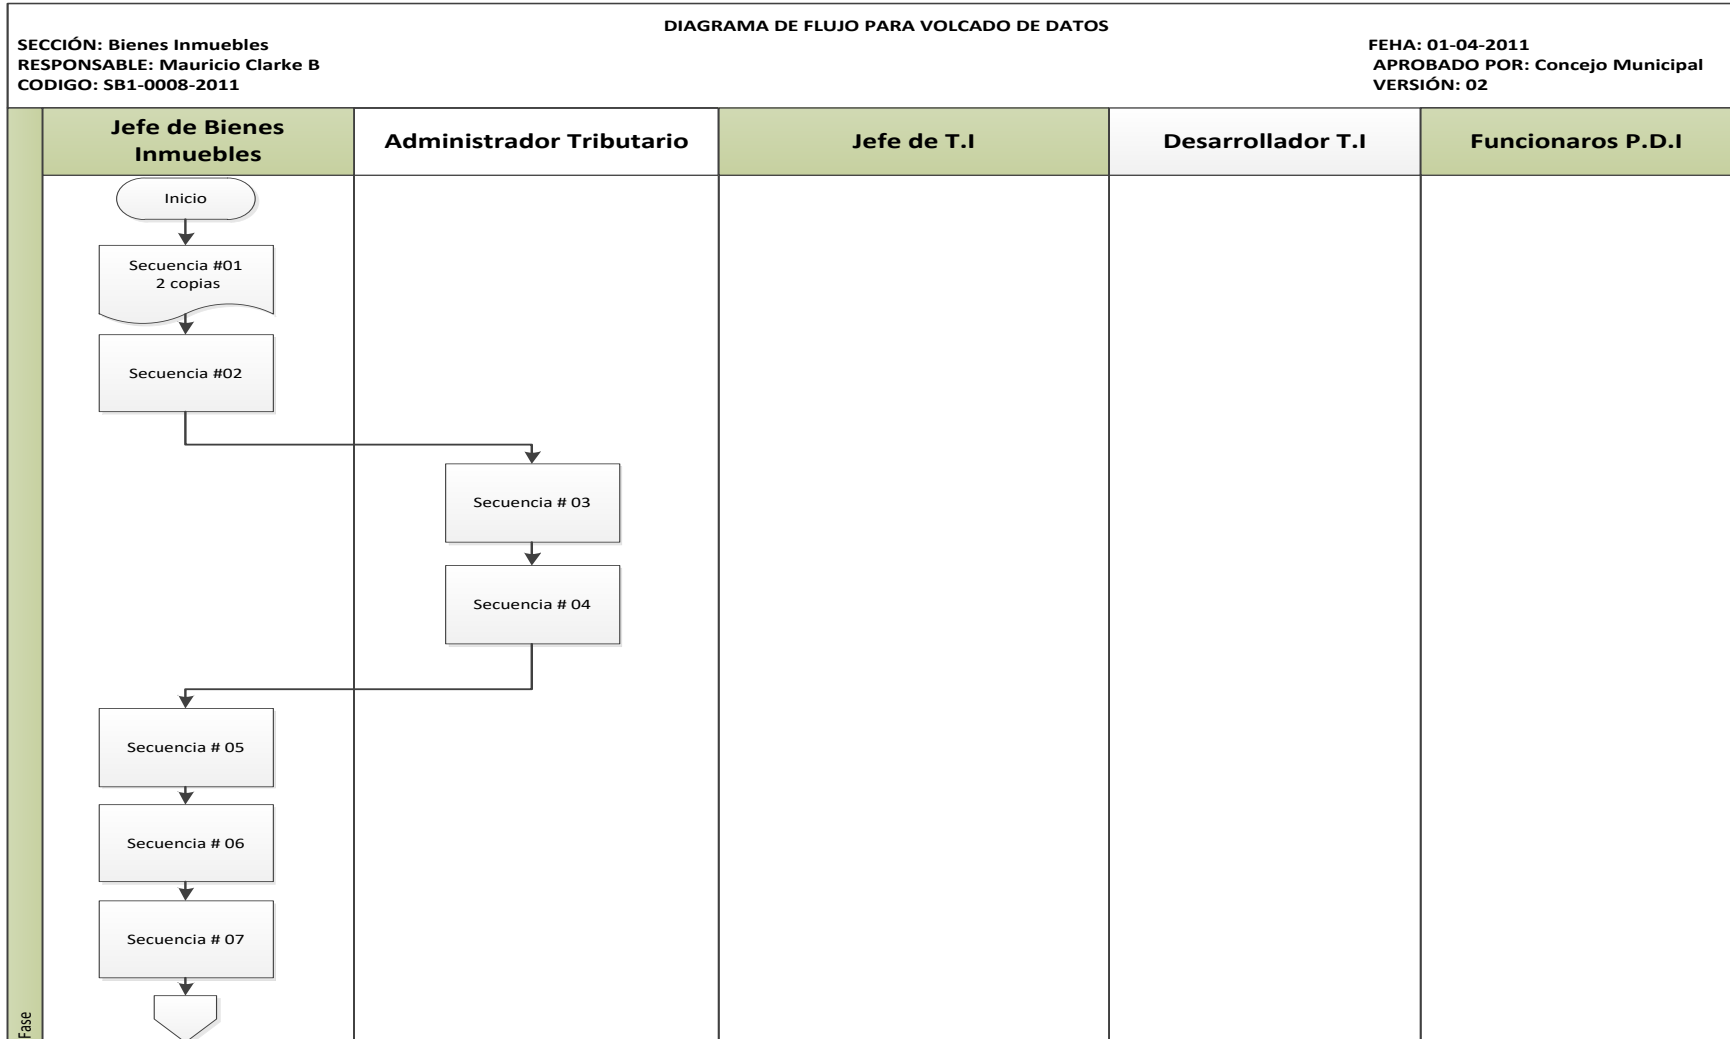 DIAGRAMA DE FLUJO PARA VOLCADO DE DATOS
SECCIÓN: Bienes Inmuebles
FEHA: 01-04-2011
RESPONSABLE: Mauricio Clarke B
APROBADO POR: Concejo Municipal
CODIGO: SB1-0008-2011
VERSIÓN: 02
Jefe de Bienes
Inmuebles
Administrador Tributario
Jefe de T.I
Desarrollador T.I
Funcionaros P.D.I
Inicio
Secuencia #01
2 copias
Secuencia #02
Secuencia # 03
Secuencia # 04
Secuencia # 05
Secuencia # 06
Secuencia # 07
Fase